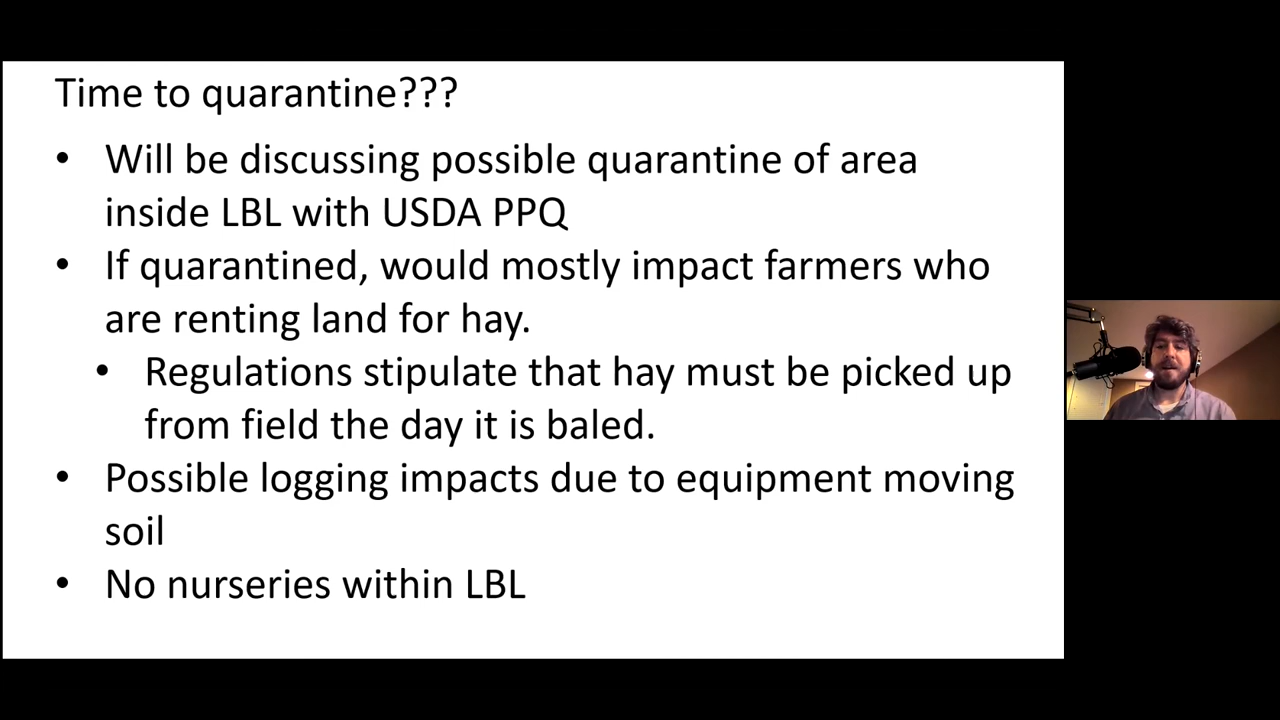 Time to quarantine???
• Will be discussing possible quarantine of area
inside LBL with USDA PPQ
• If quarantined, would mostly impact farmers who
are renting land for hay.
• Regulations stipulate that hay must be picked up
from field the day it is baled.
• Possible logging impacts due to equipment moving
soil
• No nurseries within LBL